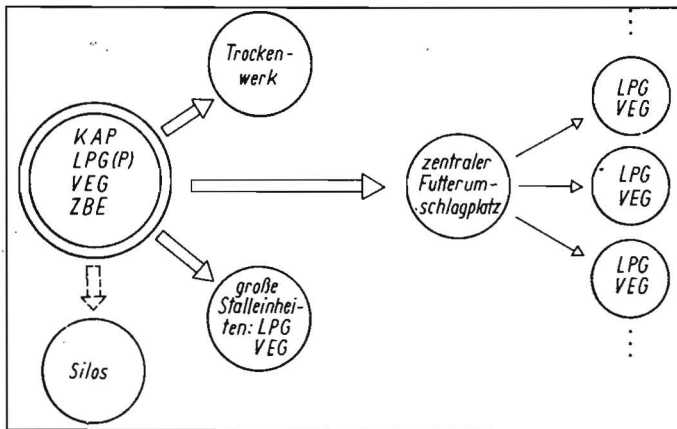 Trocken-
werk
KAP
LPG(P)
VEG
ZBE
zentraler
Futterum-
schlagplatz
LPG
VEG
LPG
VEG
LPG
VEG
große
Stalleinhei-
ten: LPG
VEG
Silos